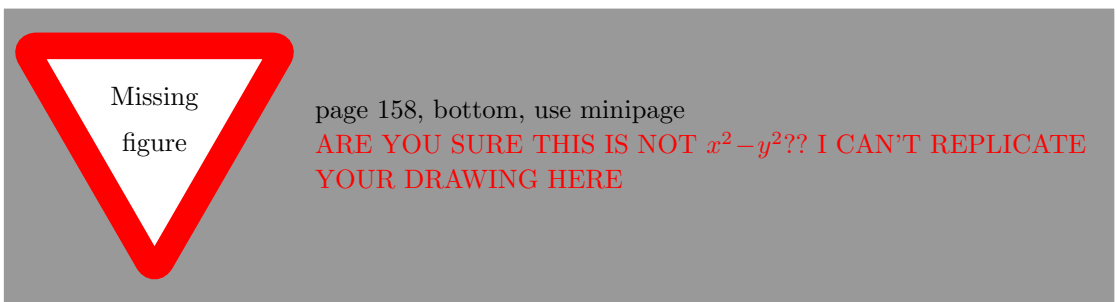 Missing
figure
page 158, bottom, use minipage
ARE YOU SURE THIS IS NOT x²−y²?? I CAN'T REPLICATE
YOUR DRAWING HERE